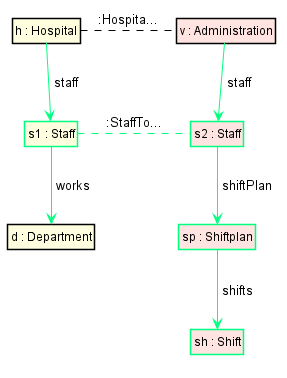 :Hospita...
h : Hospital
v : Administration
staff
staff
:StaffTo...
s1 : Staff
s2 : Staff
works
shiftPlan
d : Department
sp : Shiftplan
shifts
sh : Shift